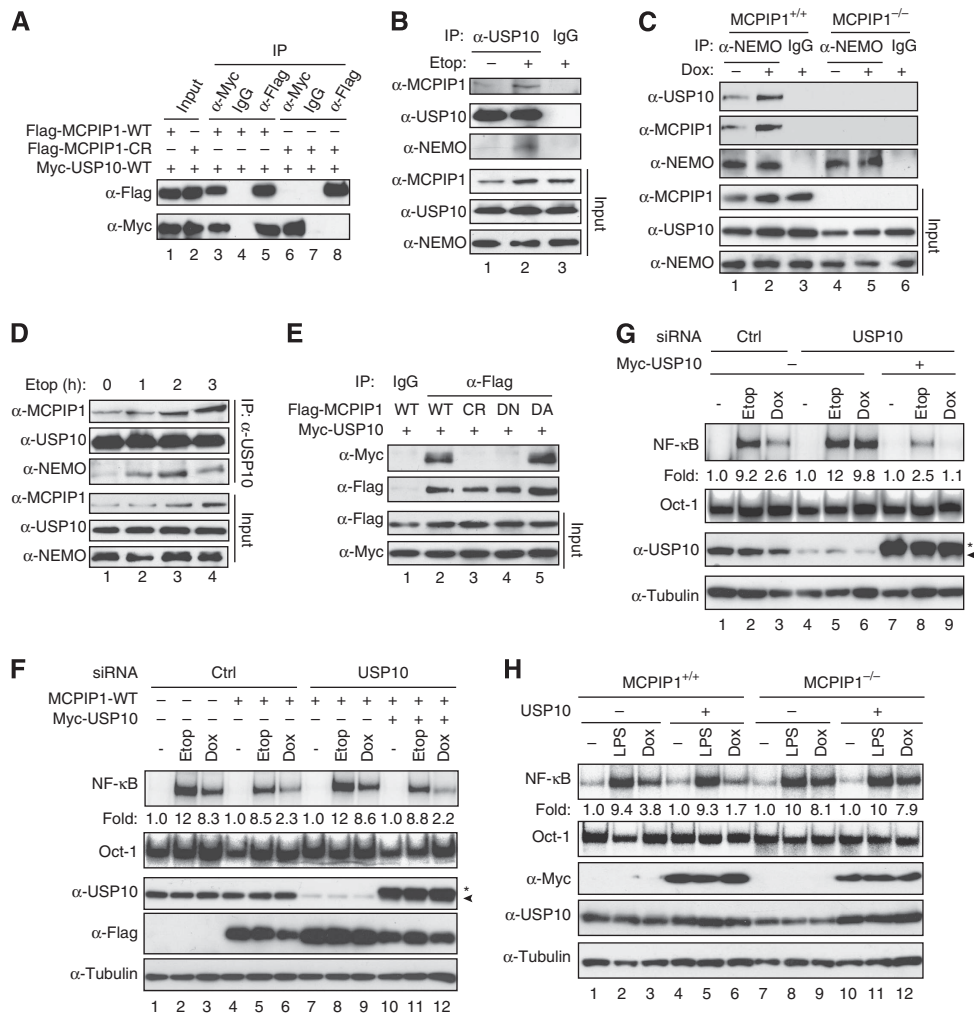 A
IP
Input α-Myc IgG α-Flag α-Myc IgG α-Flag
Flag-MCPIP1-WT + – + + + – – –
Flag-MCPIP1-CR – + – – – + + +
Myc-USP10-WT + + + + + + + +
α-Flag
α-Myc
1 2 3 4 5 6 7 8
B
IP: α-USP10 IgG
Etop: – + +
α-MCPIP1
α-USP10
α-NEMO
α-MCPIP1
α-USP10
α-NEMO
Input
1 2 3
C
MCPIP1+/+ MCPIP1–/–
IP: α-NEMO IgG α-NEMO IgG
Dox: – + + – + +
α-USP10
α-MCPIP1
α-NEMO
α-MCPIP1
α-USP10
α-NEMO
Input
1 2 3 4 5 6
D
Etop (h): 0 1 2 3
α-MCPIP1
α-USP10
α-NEMO
IP: α-USP10
α-MCPIP1
α-USP10
α-NEMO
Input
1 2 3 4
E
IP: IgG α-Flag
Flag-MCPIP1 WT WT CR DN DA
Myc-USP10 + + + + +
α-Myc
α-Flag
α-Flag
α-Myc
Input
1 2 3 4 5
G
siRNA Ctrl USP10
Myc-USP10 – +
- Etop Dox - Etop Dox - Etop Dox
NF-κB
Fold: 1.0 9.2 2.6 1.0 12 9.8 1.0 2.5 1.1
Oct-1
α-USP10 *
α-Tubulin
1 2 3 4 5 6 7 8 9
F
siRNA Ctrl USP10
MCPIP1-WT – – – + + + + + + + + +
Myc-USP10 – – – – – – – – – + + +
- Etop Dox - Etop Dox - Etop Dox - Etop Dox
NF-κB
Fold: 1.0 12 8.3 1.0 8.5 2.3 1.0 12 8.6 1.0 8.8 2.2
Oct-1
α-USP10 *
α-Flag
α-Tubulin
1 2 3 4 5 6 7 8 9 10 11 12
H
MCPIP1+/+ MCPIP1–/–
USP10 – + – +
– LPS Dox – LPS Dox – LPS Dox – LPS Dox
NF-κB
Fold: 1.0 9.4 3.8 1.0 9.3 1.7 1.0 10 8.1 1.0 10 7.9
Oct-1
α-Myc
α-USP10
α-Tubulin
1 2 3 4 5 6 7 8 9 10 11 12